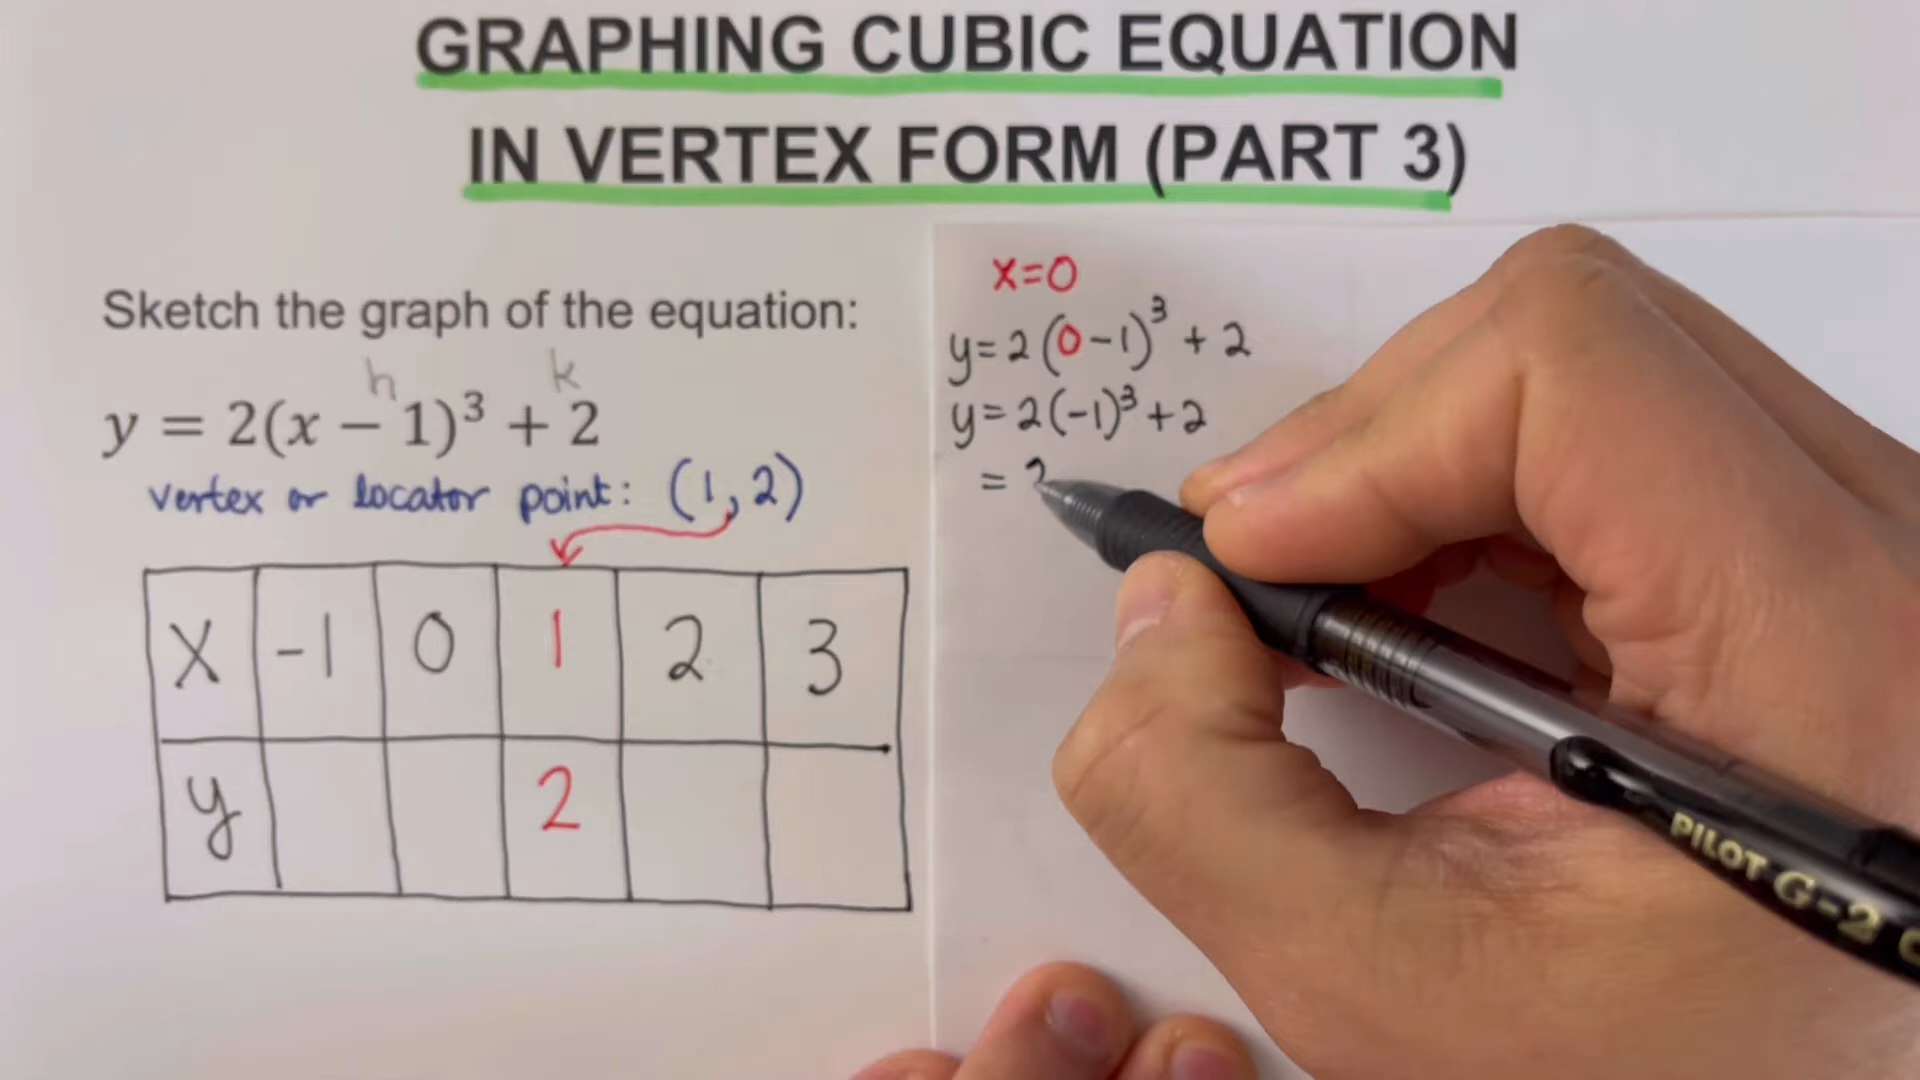 GRAPHING CUBIC EQUATION
IN VERTEX FORM (PART 3)
Sketch the graph of the equation:
h k
y = 2(x − 1)³ + 2
vertex or locator point: (1, 2)
X -1 0 1 2 3
y 2
x=0
y=2(0-1)³+2
y=2(-1)³+2
= 2
PILOT G-2